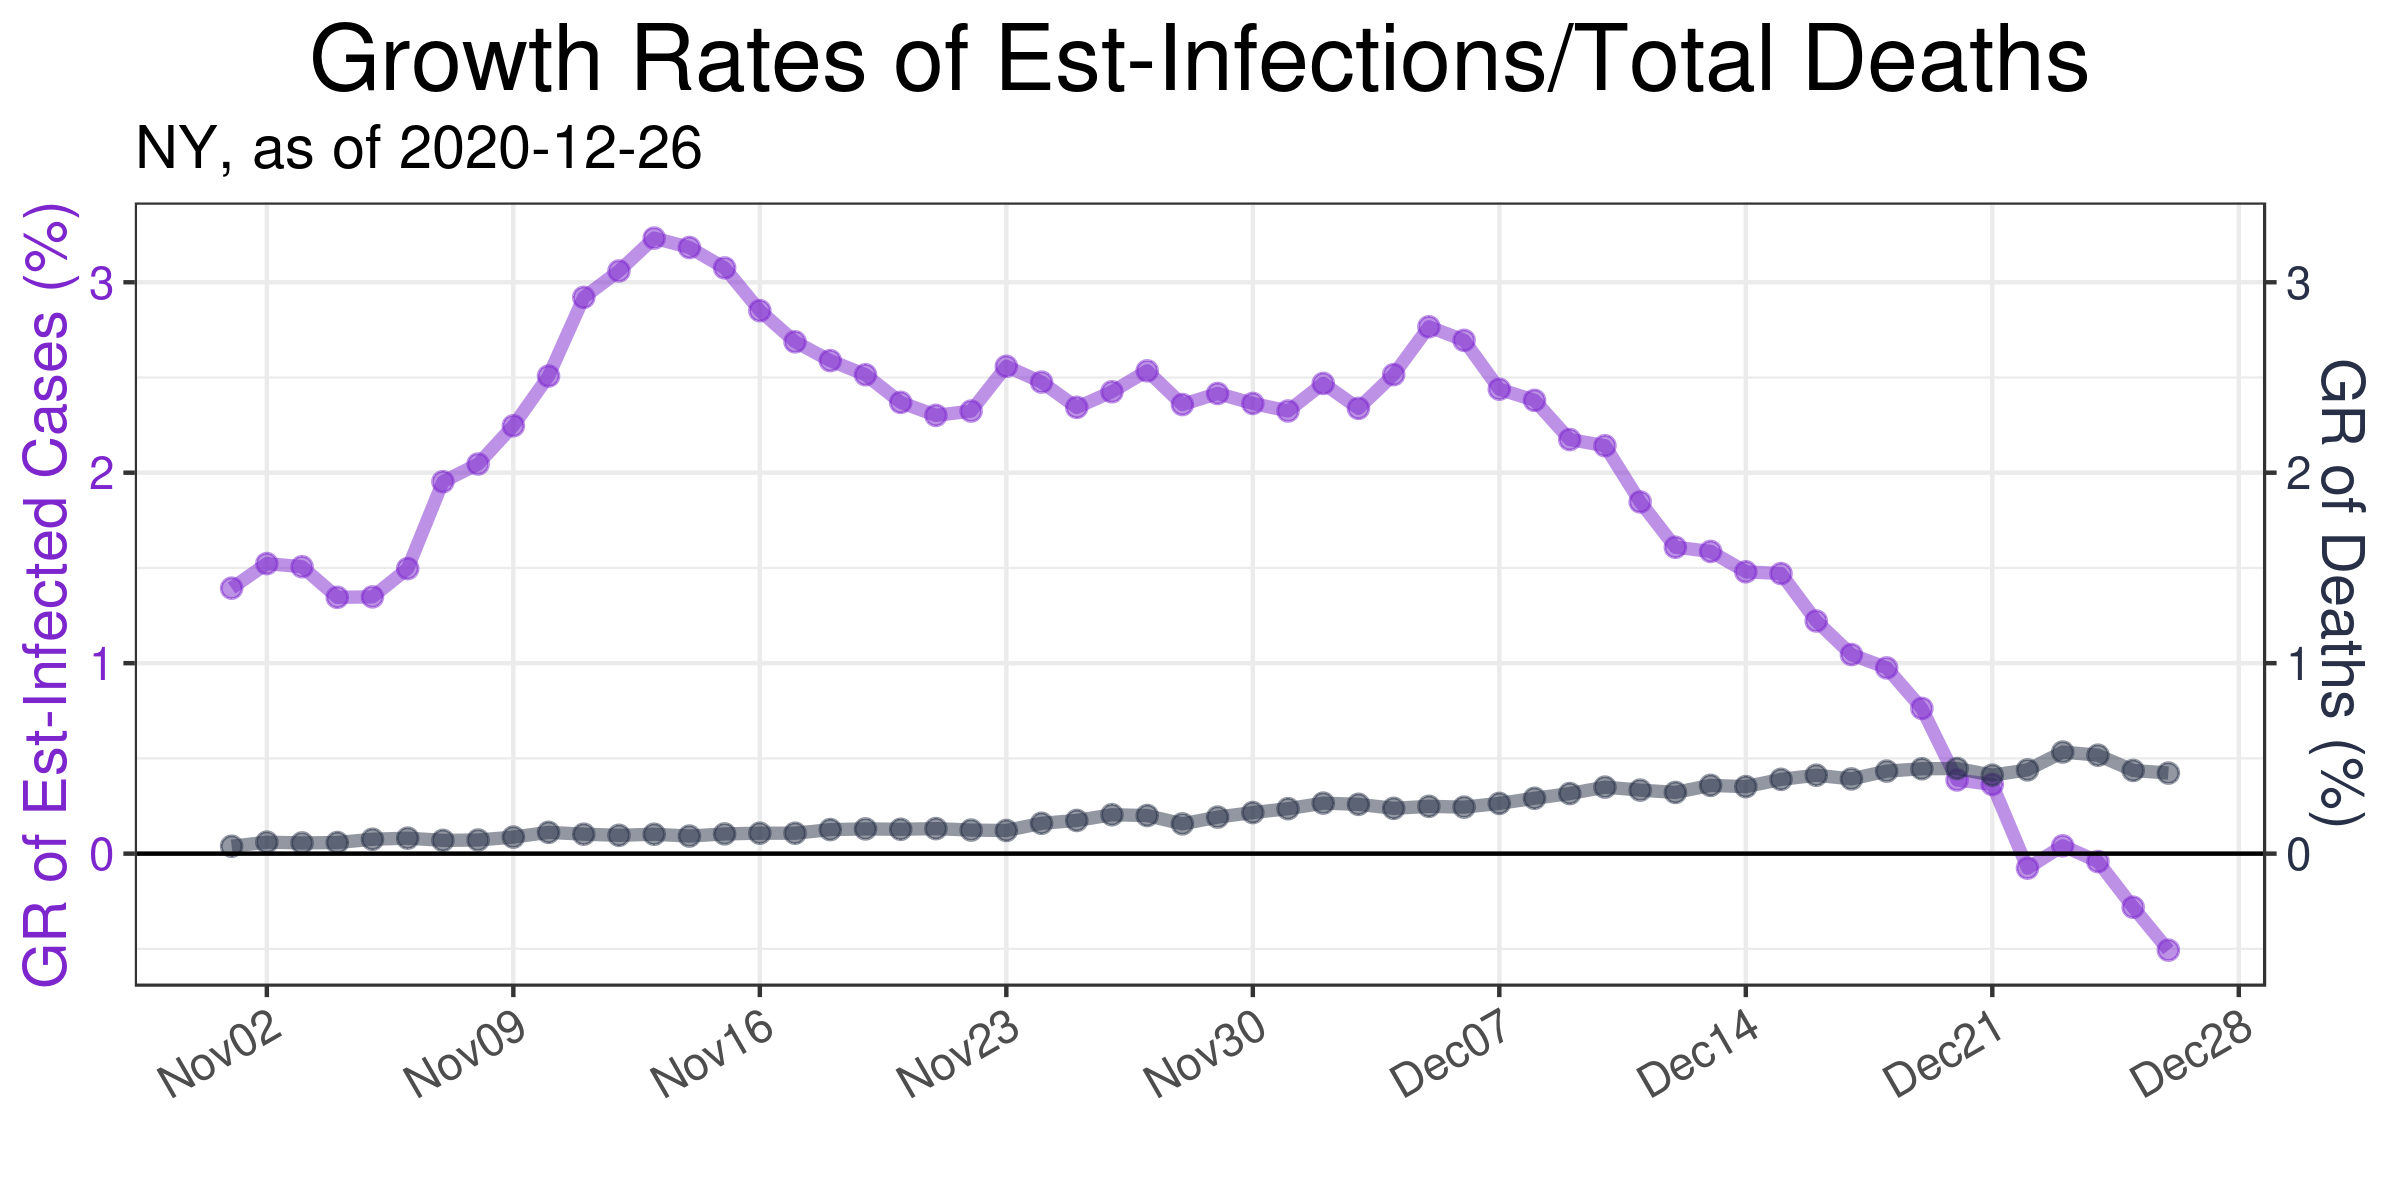 Growth Rates of Est-Infections/Total Deaths
NY, as of 2020-12-26
GR of Est-Infected Cases (%)
3
2
1
0
3
2
1
0
GR of Deaths (%)
Nov02
Nov09
Nov16
Nov23
Nov30
Dec07
Dec14
Dec21
Dec28